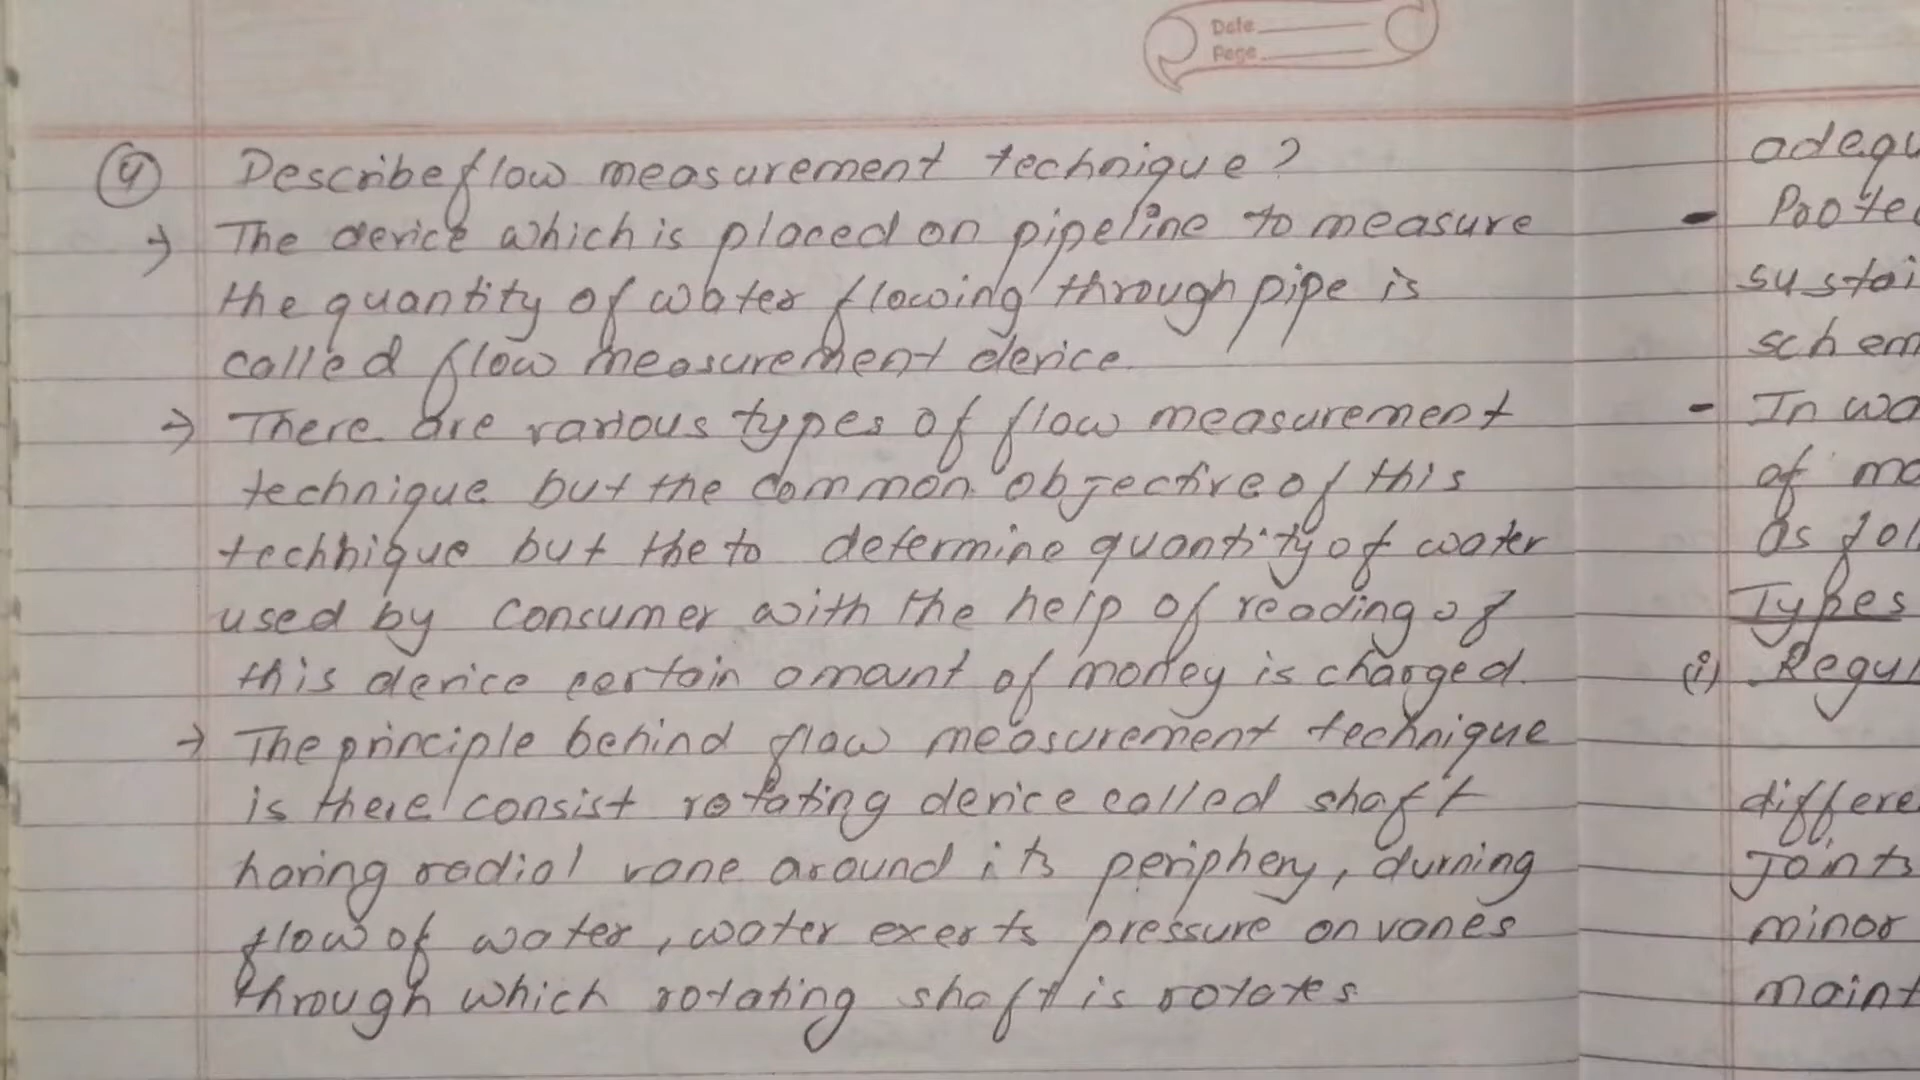 Date
Page
9 Describe flow measurement technique?
→ The device which is placed on pipeline to measure
the quantity of water flowing through pipe is
called flow measurement device.
→ There are various types of flow measurement
technique but the common objective of this
technique but the to determine quantity of water
used by consumer with the help of reading of
this device certain amount of money is charged.
→ The principle behind flow measurement technique
is there consist rotating device called shaft
having radial vane around its periphery, durning
flow of water, water exerts pressure on vanes
through which rotating shaft is rotates
adequ
- Prote
sustai
schem
- In wa
of ma
as fol
Types
(i) Regul
differe
Joints
minor
maint